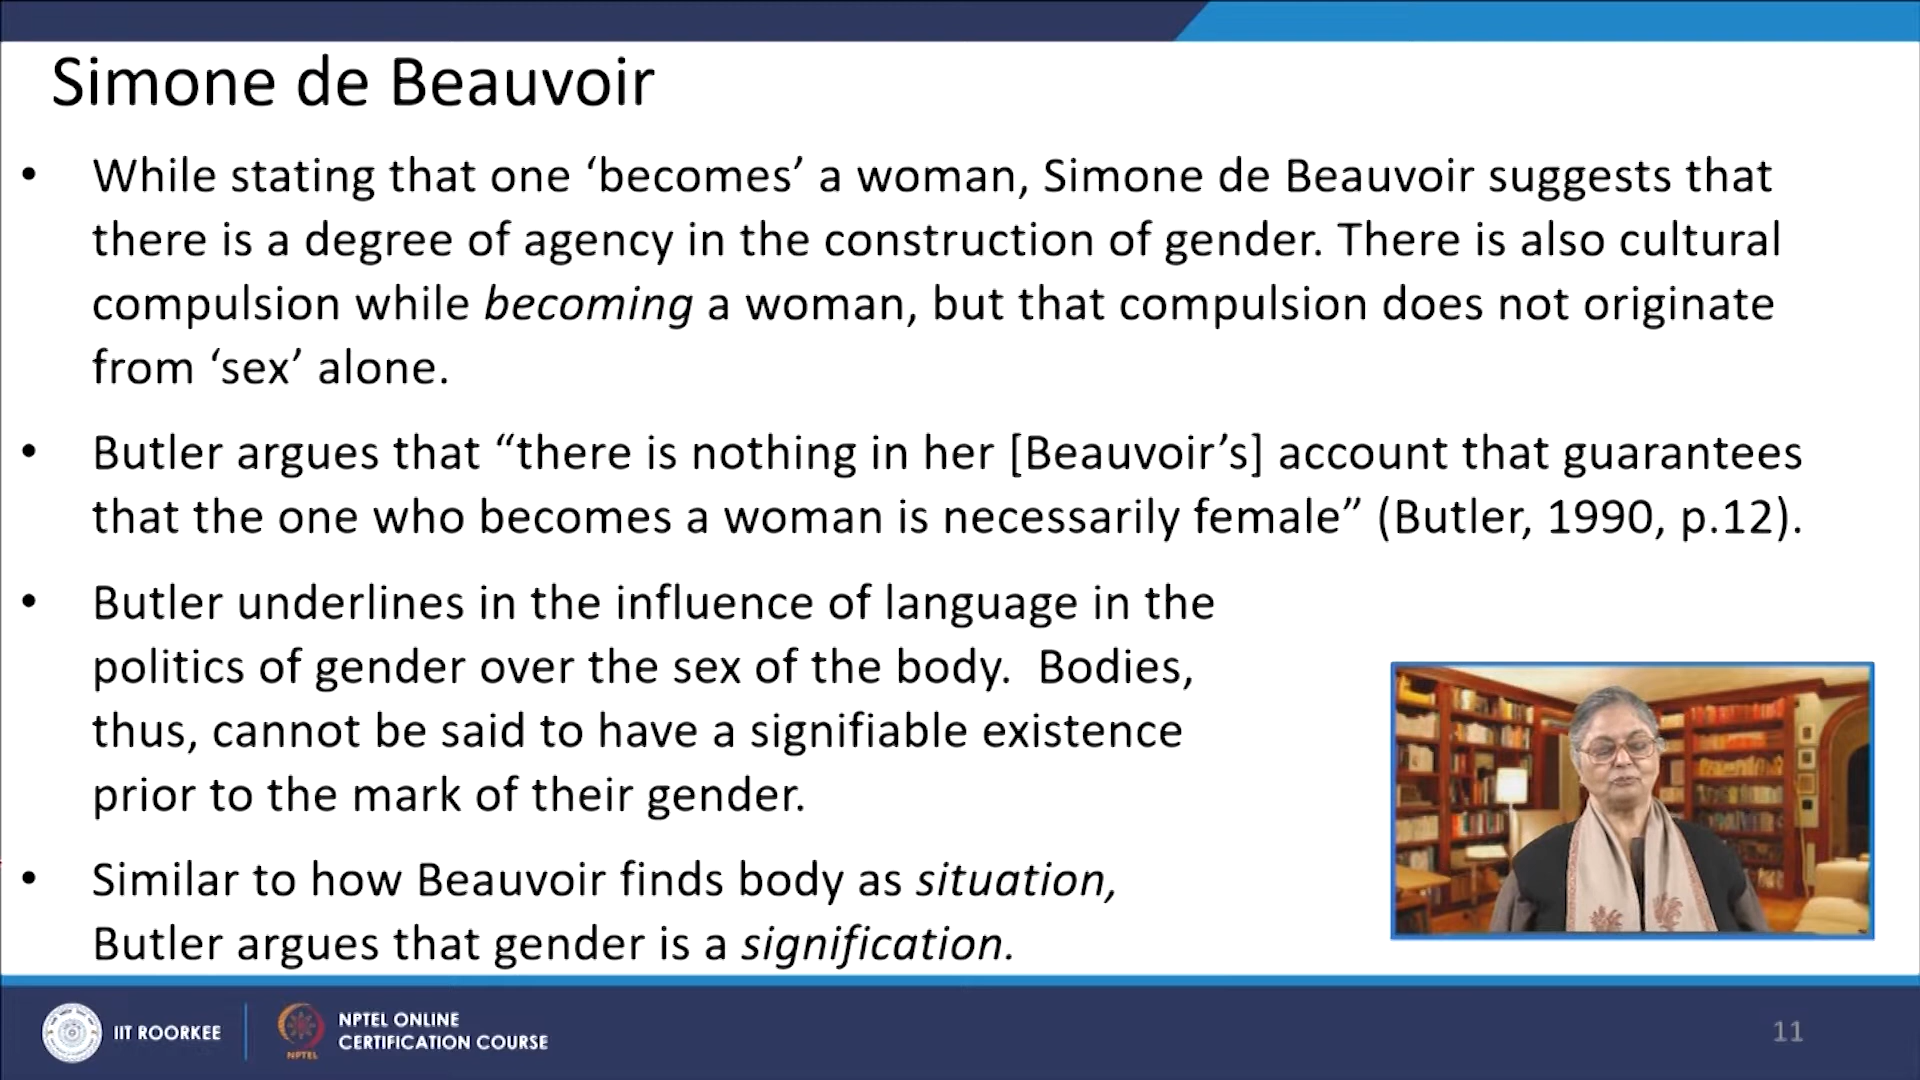 Simone de Beauvoir
• While stating that one ‘becomes’ a woman, Simone de Beauvoir suggests that
there is a degree of agency in the construction of gender. There is also cultural
compulsion while becoming a woman, but that compulsion does not originate
from ‘sex’ alone.
• Butler argues that “there is nothing in her [Beauvoir’s] account that guarantees
that the one who becomes a woman is necessarily female” (Butler, 1990, p.12).
• Butler underlines in the influence of language in the
politics of gender over the sex of the body.  Bodies,
thus, cannot be said to have a signifiable existence
prior to the mark of their gender.
• Similar to how Beauvoir finds body as situation,
Butler argues that gender is a signification.
IIT ROORKEE
NPTEL
NPTEL ONLINE
CERTIFICATION COURSE
11